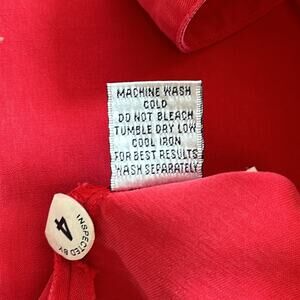 MACHINE WASH
COLD
DO NOT BLEACH
TUMBLE DRY LOW
COOL IRON
FOR BEST RESULTS
WASH SEPARATELY
INSPECTED BY
4